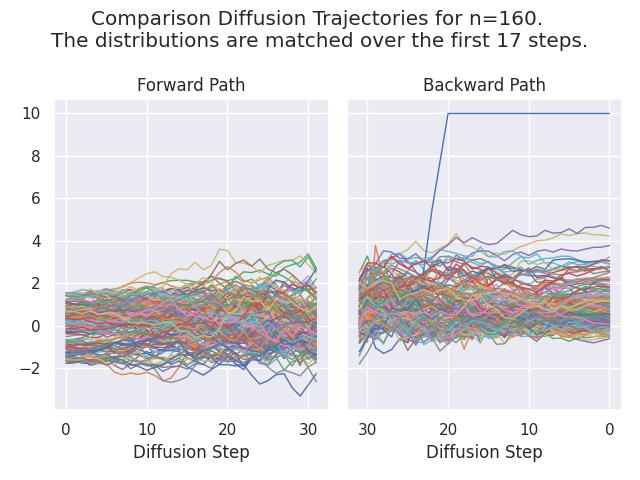 Comparison Diffusion Trajectories for n=160.
The distributions are matched over the first 17 steps.
Forward Path
Backward Path
10
8
6
4
2
0
−2
0 10 20 30
30 20 10 0
Diffusion Step
Diffusion Step